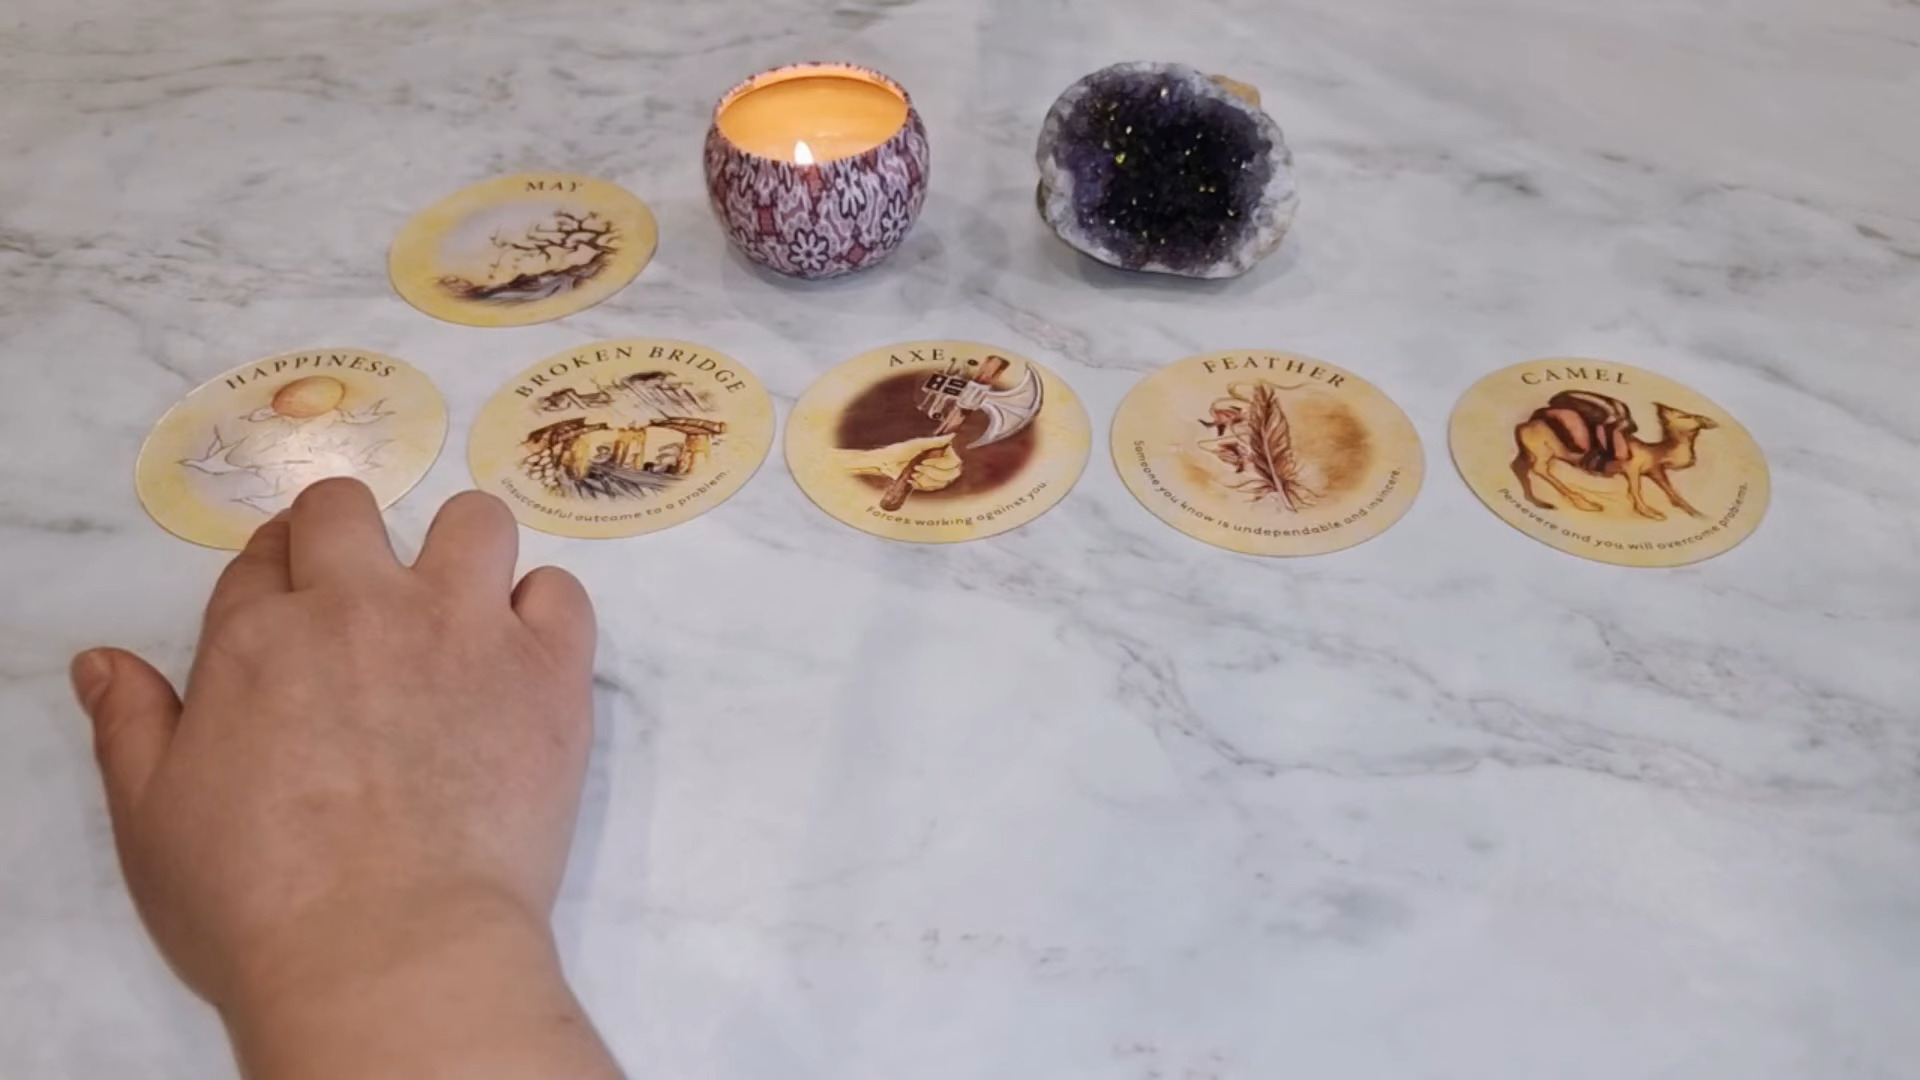 MAY
HAPPINESS
BROKEN BRIDGE
Unsuccessful outcome to a problem.
AXE
Forces working against you.
FEATHER
Someone you know is undependable and insincere.
CAMEL
Persevere and you will overcome problems.